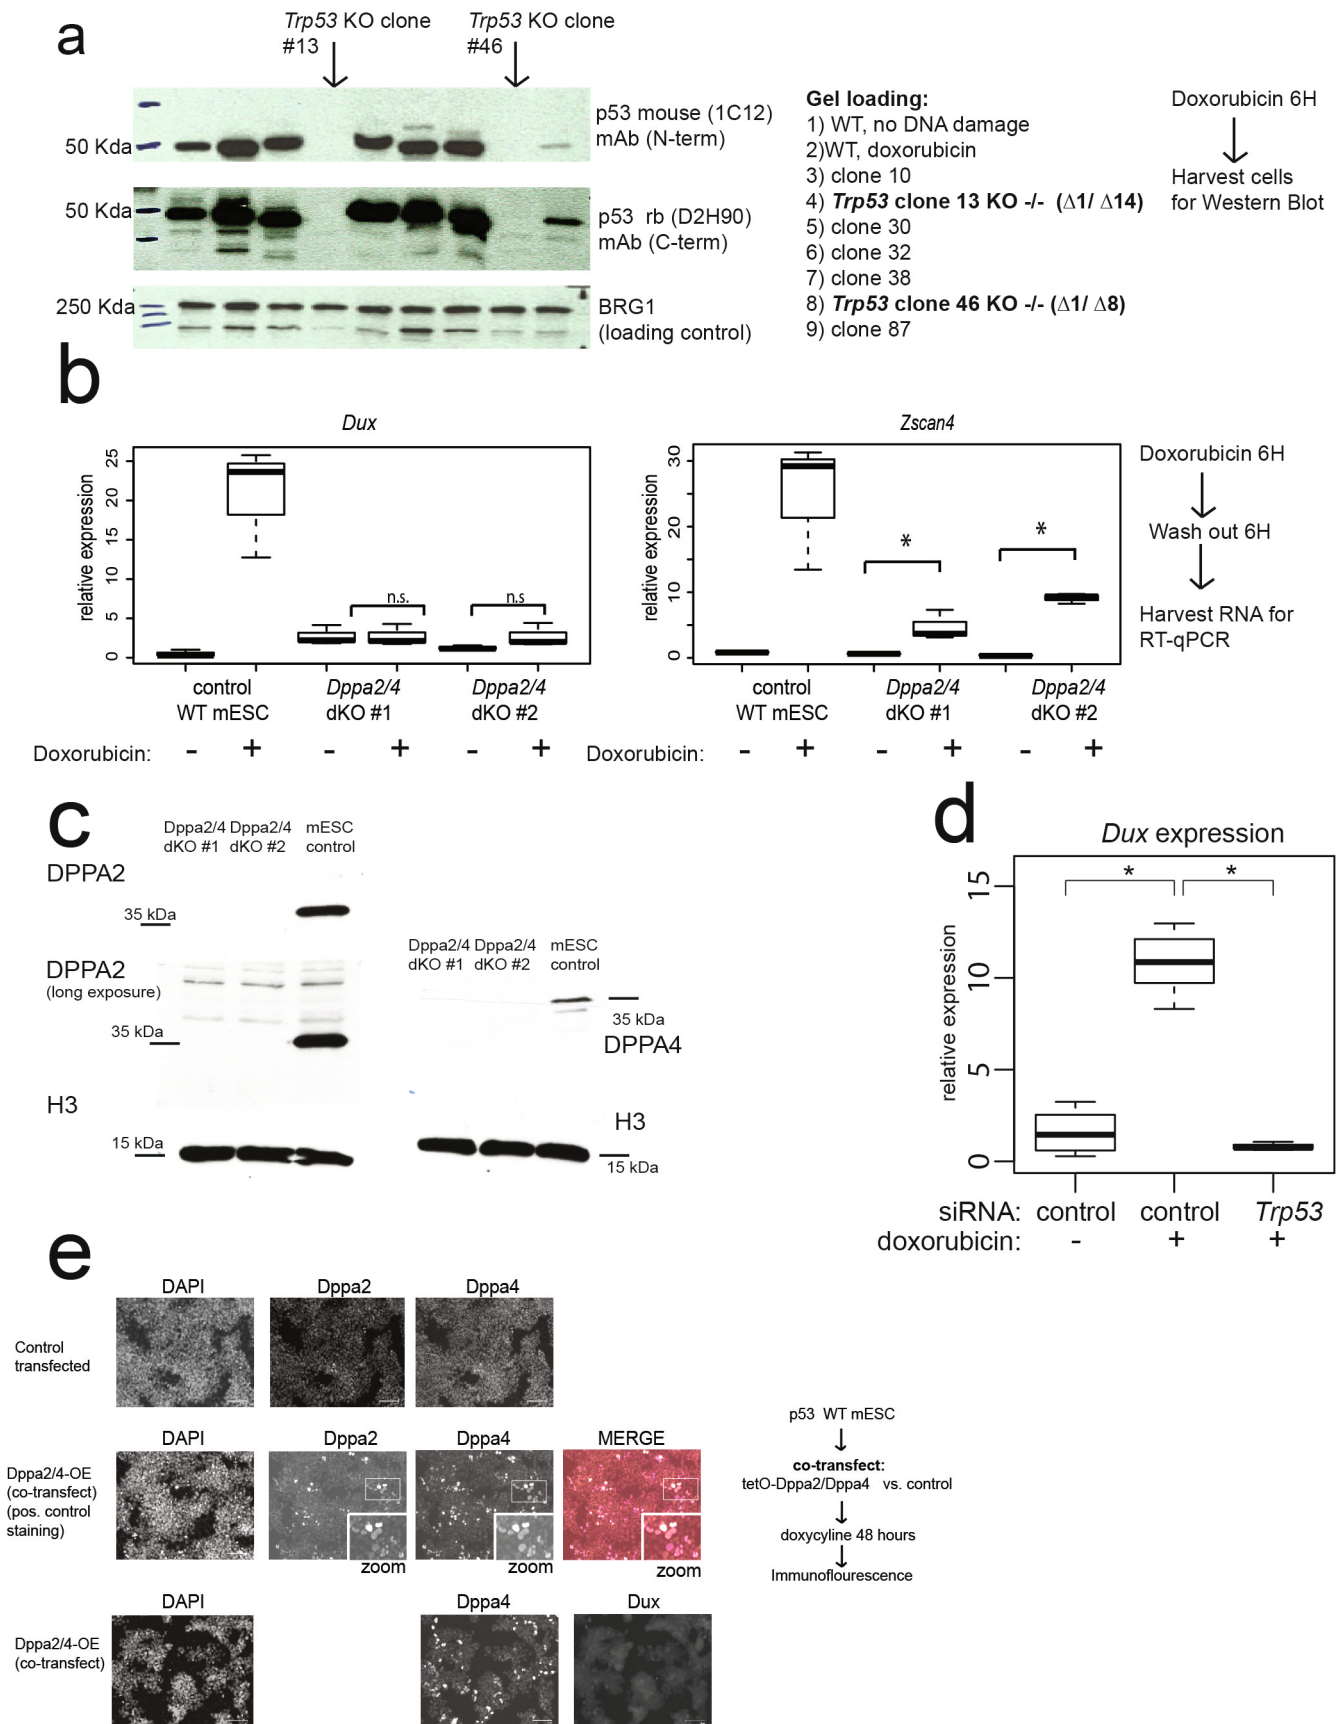 a
Trp53 KO clone
#13
Trp53 KO clone
#46
50 Kda
p53 mouse (1C12)
mAb (N-term)
50 Kda
p53 rb (D2H90)
mAb (C-term)
250 Kda
BRG1
(loading control)
Gel loading:
1) WT, no DNA damage
2)WT, doxorubicin
3) clone 10
4) Trp53 clone 13 KO -/- (Δ1/ Δ14)
5) clone 30
6) clone 32
7) clone 38
8) Trp53 clone 46 KO -/- (Δ1/ Δ8)
9) clone 87
Doxorubicin 6H
Harvest cells
for Western Blot
b
Dux
relative expression
25
20
15
10
5
0
n.s.
n.s
control
WT mESC
Dppa2/4
dKO #1
Dppa2/4
dKO #2
Doxorubicin: - + - + - +
Zscan4
relative expression
30
20
10
0
*
*
control
WT mESC
Dppa2/4
dKO #1
Dppa2/4
dKO #2
Doxorubicin: - + - + - +
Doxorubicin 6H
Wash out 6H
Harvest RNA for
RT-qPCR
c
Dppa2/4
dKO #1
Dppa2/4
dKO #2
mESC
control
DPPA2
35 kDa
DPPA2
(long exposure)
35 kDa
H3
15 kDa
Dppa2/4
dKO #1
Dppa2/4
dKO #2
mESC
control
35 kDa
DPPA4
H3
15 kDa
d
Dux expression
relative expression
15
10
5
0
*
*
siRNA: control control Trp53
doxorubicin: - + +
e
DAPI Dppa2 Dppa4
Control
transfected
DAPI Dppa2 Dppa4 MERGE
Dppa2/4-OE
(co-transfect)
(pos. control
staining)
zoom zoom zoom
DAPI Dppa4 Dux
Dppa2/4-OE
(co-transfect)
p53 WT mESC
co-transfect:
tetO-Dppa2/Dppa4 vs. control
doxycyline 48 hours
Immunoflourescence